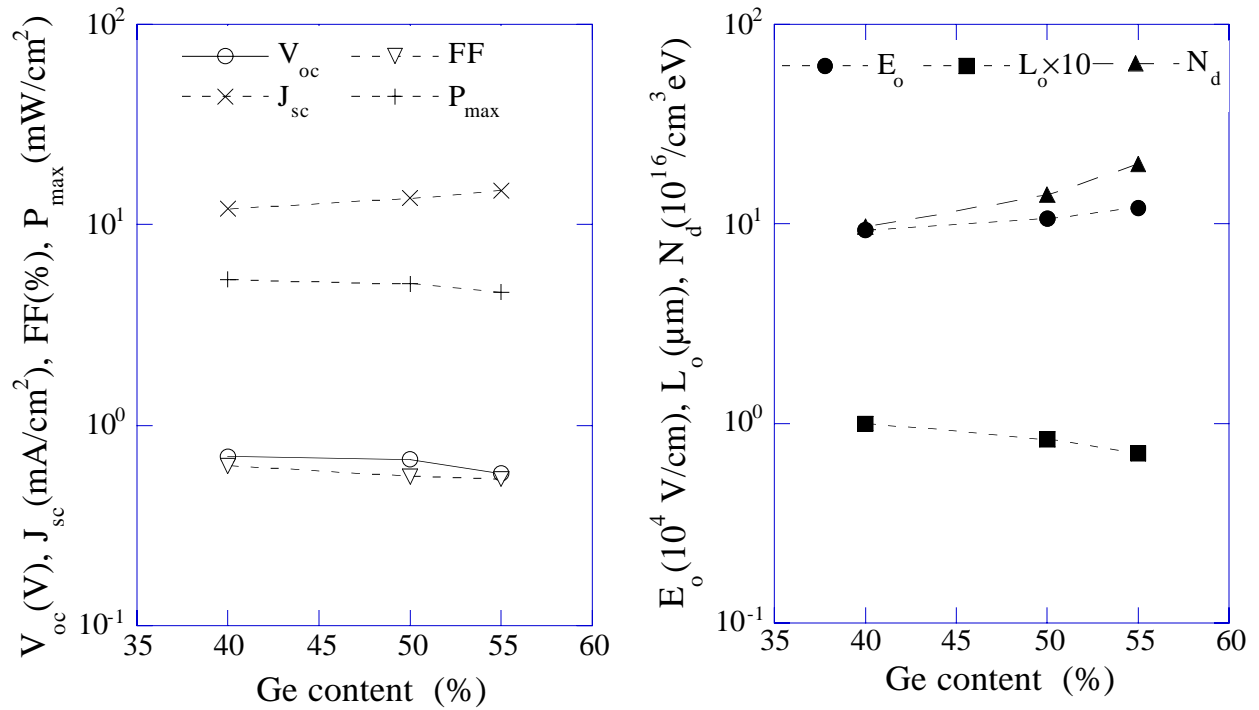 V_oc(V), J_sc(mA/cm^2), FF(%), P_max(mW/cm^2)
10^2
10^1
10^0
10^-1
V_oc
FF
J_sc
P_max
35 40 45 50 55 60
Ge content (%)
E_o(10^4 V/cm), L_o(μm), N_d(10^16/cm^3 eV)
10^2
10^1
10^0
10^-1
E_o
L_o×10
N_d
35 40 45 50 55 60
Ge content (%)